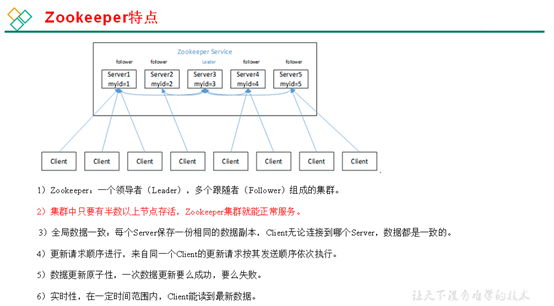 Zookeeper特点
Zookeeper Service
follower follower Leader follower follower
Server1 Server2 Server3 Server4 Server5
myid=1 myid=2 myid=3 myid=4 myid=5
Client Client Client Client Client Client Client Client
1）Zookeeper：一个领导者（Leader），多个跟随者（Follower）组成的集群。
2）集群中只要有半数以上节点存活，Zookeeper集群就能正常服务。
3）全局数据一致：每个Server保存一份相同的数据副本，Client无论连接到哪个Server，数据都是一致的。
4）更新请求顺序进行，来自同一个Client的更新请求按其发送顺序依次执行。
5）数据更新原子性，一次数据更新要么成功，要么失败。
6）实时性，在一定时间范围内，Client能读到最新数据。
让天下没有难学的技术